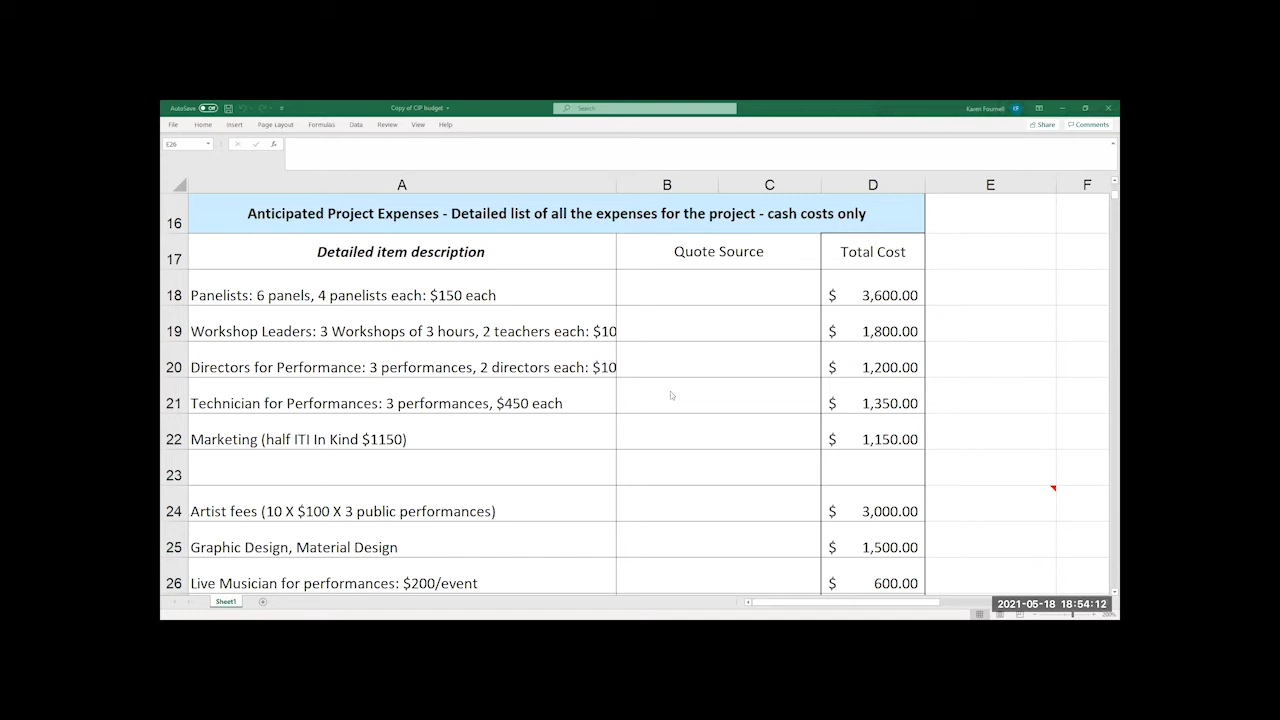 AutoSave Off Copy of CIP budget Search Karen Fournell KF
File Home Insert Page Layout Formulas Data Review View Help Share Comments
E26 fx
A B C D E F
16 Anticipated Project Expenses - Detailed list of all the expenses for the project - cash costs only
17 Detailed item description Quote Source Total Cost
18 Panelists: 6 panels, 4 panelists each: $150 each $ 3,600.00
19 Workshop Leaders: 3 Workshops of 3 hours, 2 teachers each: $10 $ 1,800.00
20 Directors for Performance: 3 performances, 2 directors each: $10 $ 1,200.00
21 Technician for Performances: 3 performances, $450 each $ 1,350.00
22 Marketing (half ITI In Kind $1150) $ 1,150.00
23
24 Artist fees (10 X $100 X 3 public performances) $ 3,000.00
25 Graphic Design, Material Design $ 1,500.00
26 Live Musician for performances: $200/event $ 600.00
Sheet1
2021-05-18 18:54:12
200%